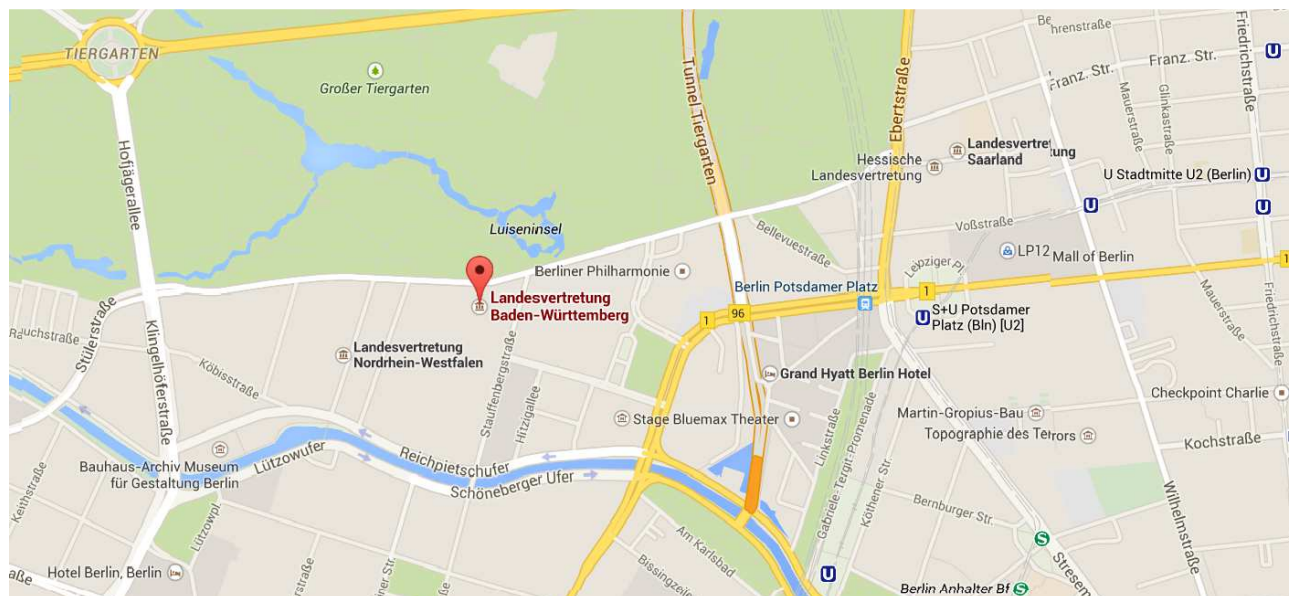 TIERGARTEN
Großer Tiergarten
Hofjägerallee
Luiseninsel
Tunnel Tiergarten
Ebertstraße
Franz. Str.
Franz. Str.
Friedrichstraße
Mauerstraße
Glinkastraße
U
Landesvertretung
Saarland
Hessische
Landesvertretung
U Stadtmitte U2 (Berlin)
U
U
U
Voßstraße
Bellevuestraße
LP12
Mall of Berlin
Leipziger Pl.
Berliner Philharmonie
Berlin Potsdamer Platz
1
1
1
96
S+U Potsdamer
Platz (Bln) [U2]
U
Landesvertretung
Baden-Württemberg
Landesvertretung
Nordrhein-Westfalen
Stülerstraße
Klingelhöferstraße
Köbisstraße
Stauffenbergstraße
Hitzigallee
Grand Hyatt Berlin Hotel
Stage Bluemax Theater
Linkstraße
Gabriele-Tergit-Promenade
Köthener Str.
Mauerstraße
Friedrichstraße
Checkpoint Charlie
Martin-Gropius-Bau
Topographie des Terrors
Kochstraße
Wilhelmstraße
Bauhaus-Archiv Museum
für Gestaltung Berlin
Lützowufer
Reichpietschufer
Schöneberger Ufer
Keithstraße
Lützowpl.
Hotel Berlin, Berlin
Am Karlsbad
Bissingzeile
Bernburger Str.
S
Stresem
U
Berlin Anhalter Bf
S